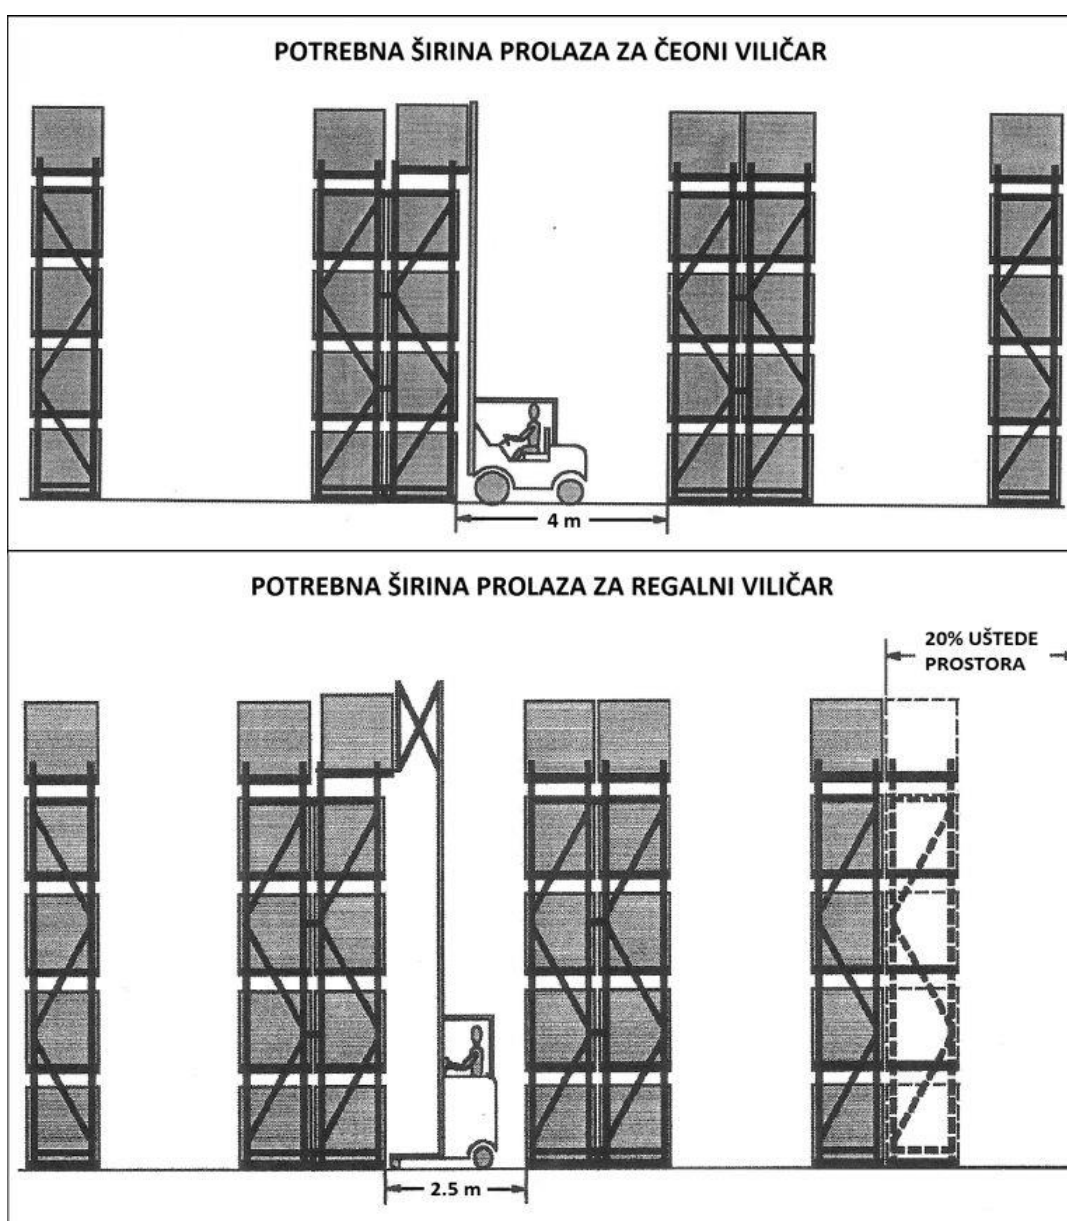 POTREBNA ŠIRINA PROLAZA ZA ČEONI VILIČAR
4 m
POTREBNA ŠIRINA PROLAZA ZA REGALNI VILIČAR
20% UŠTEDE
PROSTORA
2.5 m